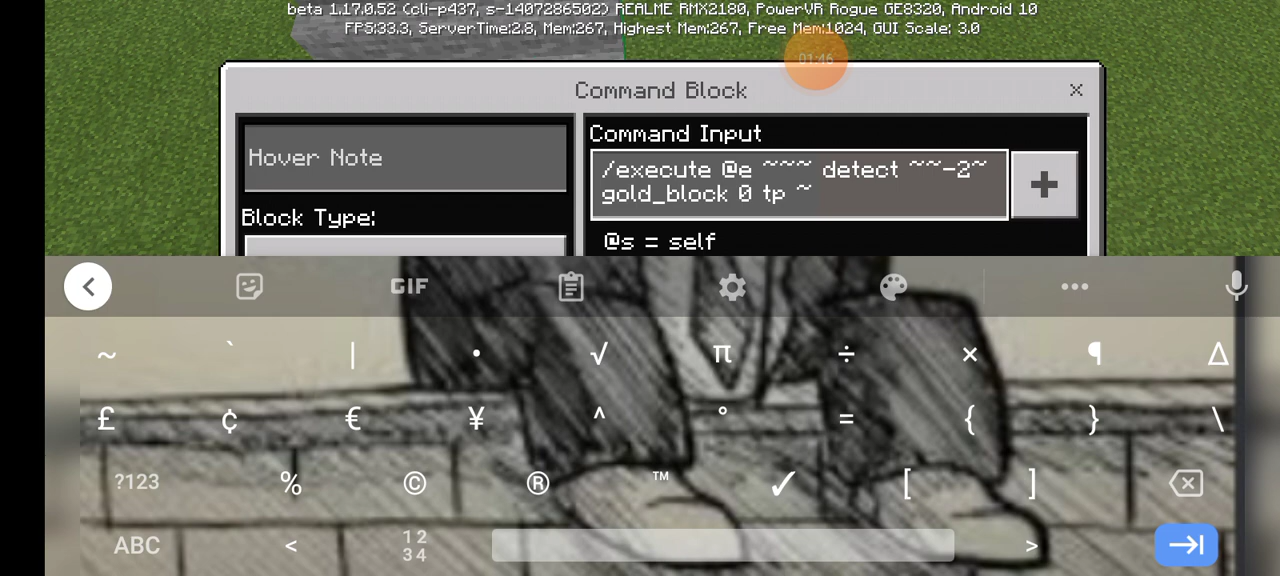 beta 1.17.0.52 (cli-p437, s-1407286502) REALME RMX2180, PowerVR Rogue GE8320, Android 10
FPS:33.3, ServerTime:2.8, Mem:267, Highest Mem:267, Free Mem:1024, GUI Scale: 3.0
01:46
Command Block
×
Hover Note
Command Input
/execute @e ~~~ detect ~~-2~
gold_block 0 tp ~
+
Block Type:
@s = self
GIF
~ ` | • √ π ÷ × ¶ Δ
£ ¢ € ¥ ^ ° = { } \
?123 % © ® ™ ✓ [ ]
ABC < 1 2 >
3 4